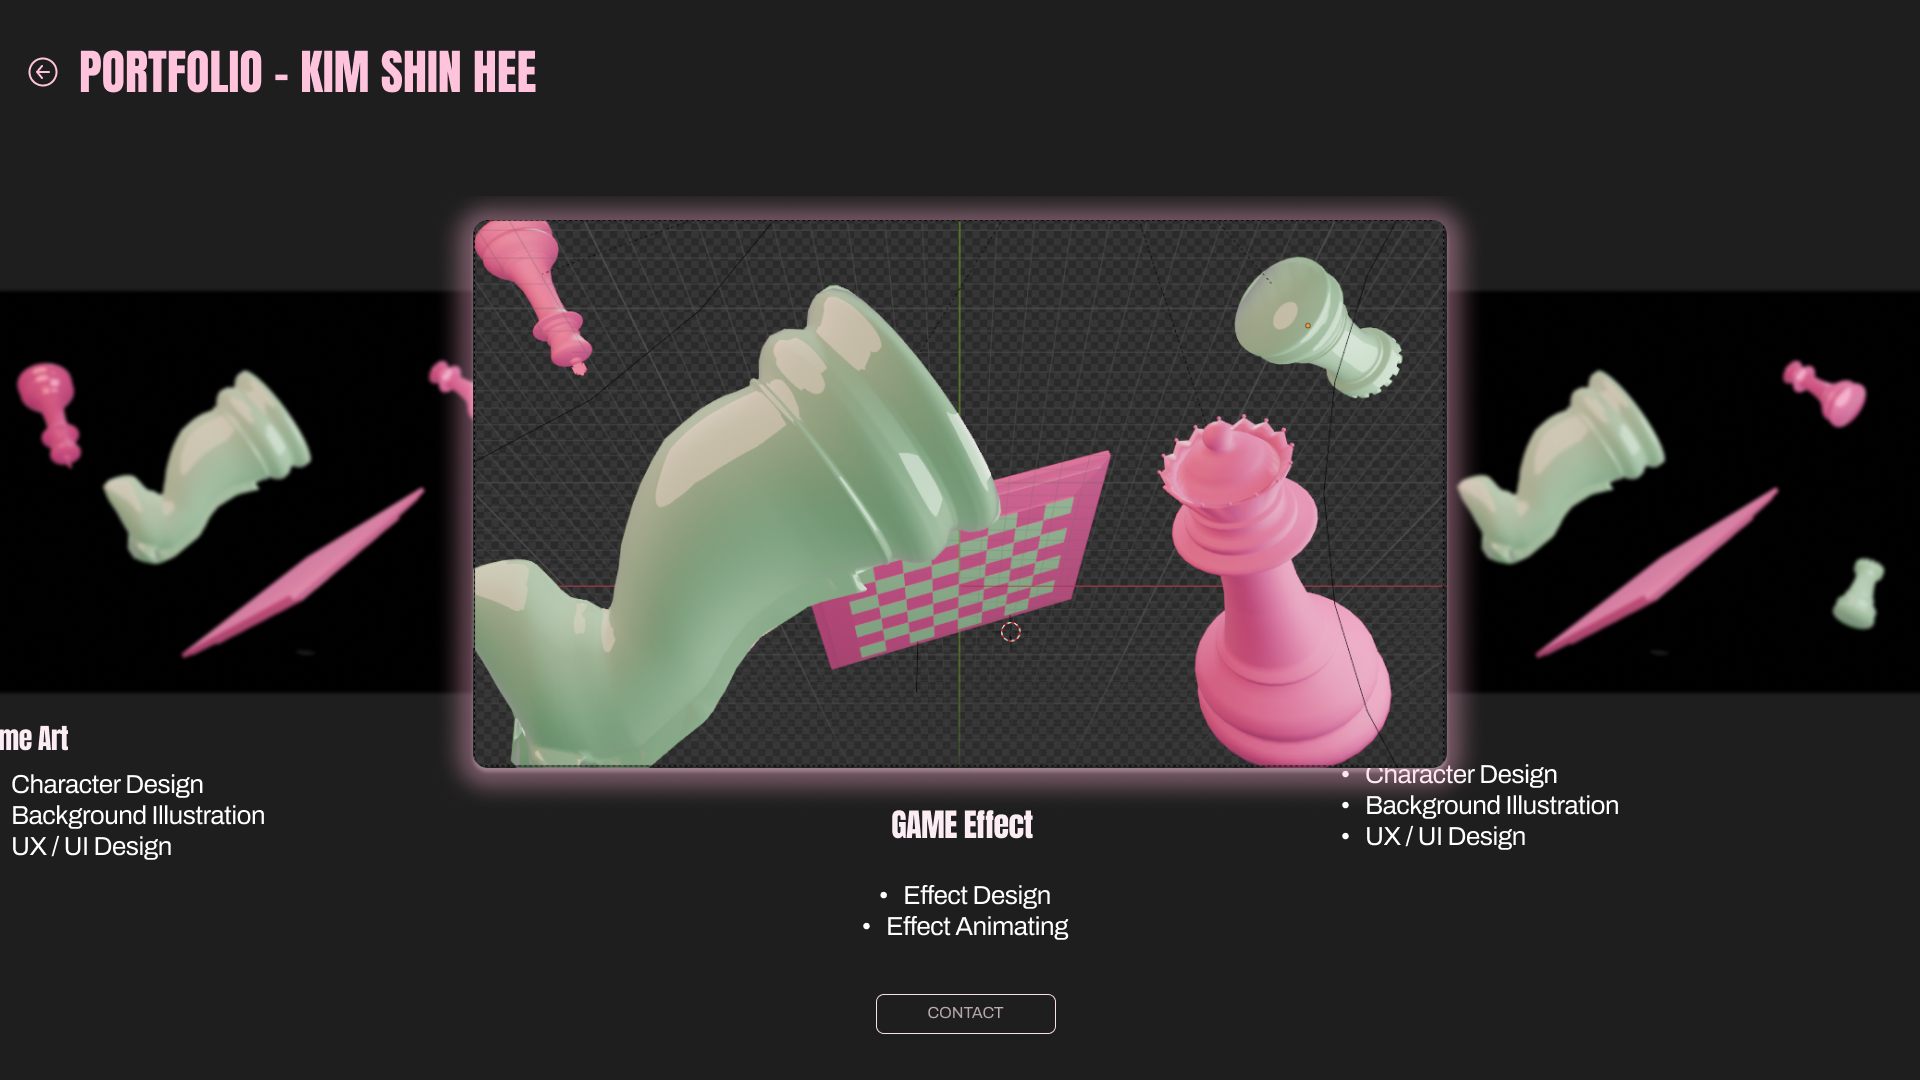 PORTFOLIO - KIM SHIN HEE
me Art
Character Design
Background Illustration
UX / UI Design
GAME Effect
• Effect Design
• Effect Animating
• Character Design
• Background Illustration
• UX / UI Design
CONTACT